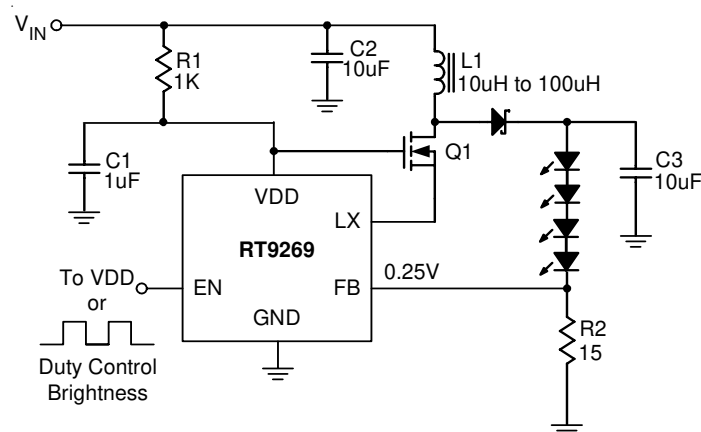 VIN
R1
1K
C2
10uF
L1
10uH to 100uH
Q1
C1
1uF
C3
10uF
VDD
LX
RT9269
To VDD
or
EN
FB
0.25V
GND
R2
15
Duty Control
Brightness